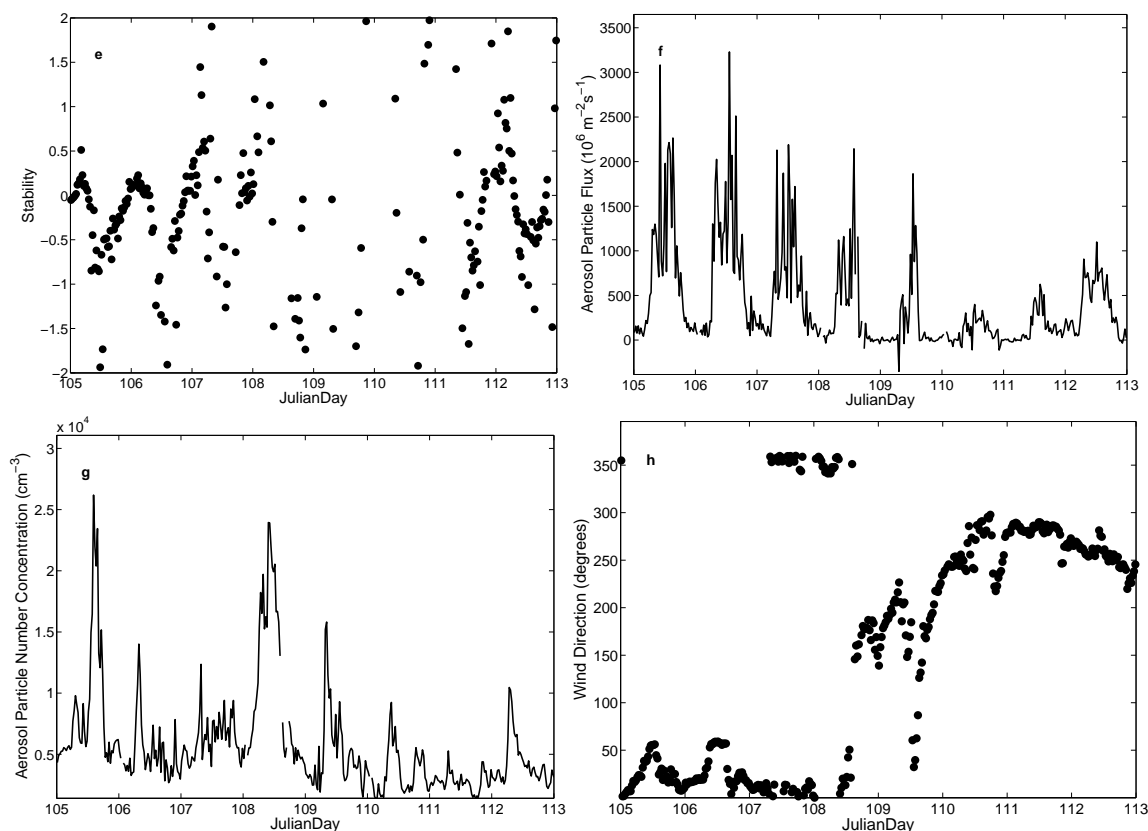 e
Stability
2
1.5
1
0.5
0
−0.5
−1
−1.5
−2
105 106 107 108 109 110 111 112 113
JulianDay
f
Aerosol Particle Flux (10⁶ m⁻²s⁻¹)
3500
3000
2500
2000
1500
1000
500
0
105 106 107 108 109 110 111 112 113
JulianDay
x 10⁴
g
Aerosol Particle Number Concentration (cm⁻³)
3
2.5
2
1.5
1
0.5
105 106 107 108 109 110 111 112 113
JulianDay
h
Wind Direction (degrees)
350
300
250
200
150
100
50
105 106 107 108 109 110 111 112 113
JulianDay